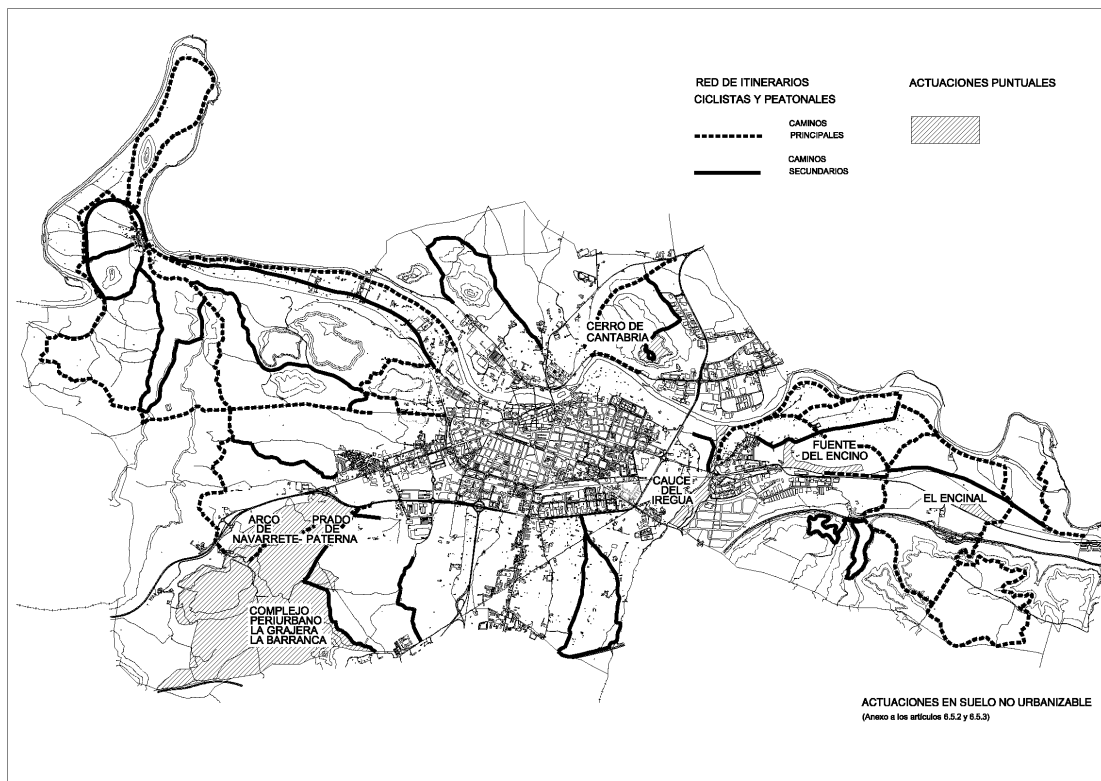 RED DE ITINERARIOS
CICLISTAS Y PEATONALES
CAMINOS
PRINCIPALES
CAMINOS
SECUNDARIOS
ACTUACIONES PUNTUALES
CERRO DE
CANTABRIA
FUENTE
DEL ENCINO
CAUCE
DEL
IREGUA
EL ENCINAL
ARCO
DE
NAVARRETE-
PRADO
DE
PATERNA
COMPLEJO
PERIURBANO
LA GRAJERA
LA BARRANCA
ACTUACIONES EN SUELO NO URBANIZABLE
(Anexo a los artículos 6.5.2 y 6.5.3)